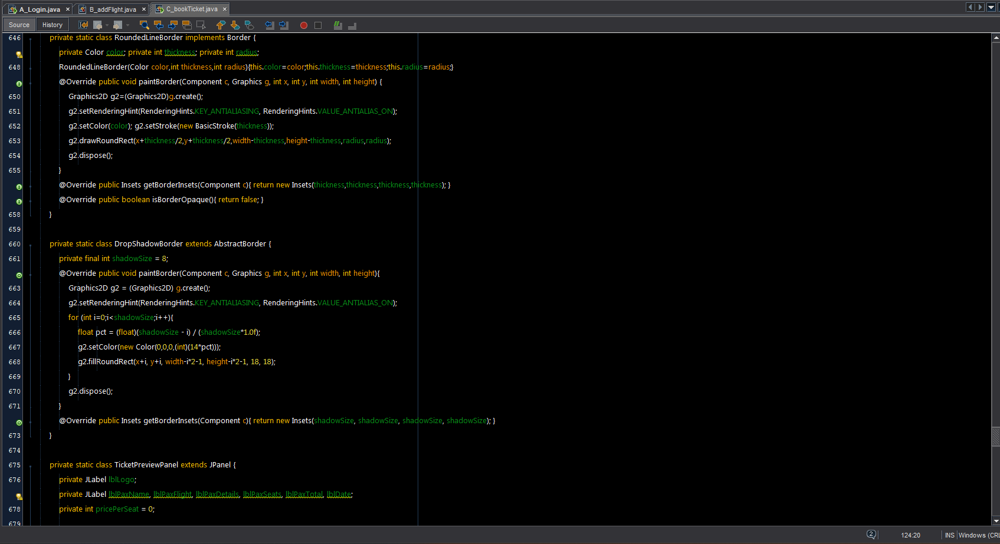 A_Login.java × B_addFlight.java × C_bookTicket.java ×
Source History
646 private static class RoundedLineBorder implements Border {
private Color color; private int thickness; private int radius;
648 RoundedLineBorder(Color color,int thickness,int radius){this.color=color;this.thickness=thickness;this.radius=radius;}
@Override public void paintBorder(Component c, Graphics g, int x, int y, int width, int height) {
650 Graphics2D g2=(Graphics2D)g.create();
651 g2.setRenderingHint(RenderingHints.KEY_ANTIALIASING, RenderingHints.VALUE_ANTIALIAS_ON);
652 g2.setColor(color); g2.setStroke(new BasicStroke(thickness));
653 g2.drawRoundRect(x+thickness/2,y+thickness/2,width-thickness,height-thickness,radius,radius);
654 g2.dispose();
655 }
@Override public Insets getBorderInsets(Component c){ return new Insets(thickness,thickness,thickness,thickness); }
@Override public boolean isBorderOpaque(){ return false; }
658 }
659
660 private static class DropShadowBorder extends AbstractBorder {
661 private final int shadowSize = 8;
@Override public void paintBorder(Component c, Graphics g, int x, int y, int width, int height){
663 Graphics2D g2 = (Graphics2D) g.create();
664 g2.setRenderingHint(RenderingHints.KEY_ANTIALIASING, RenderingHints.VALUE_ANTIALIAS_ON);
665 for (int i=0;i<shadowSize;i++){
666 float pct = (float)(shadowSize - i) / (shadowSize*1.0f);
667 g2.setColor(new Color(0,0,0,(int)(14*pct)));
668 g2.fillRoundRect(x+i, y+i, width-i*2-1, height-i*2-1, 18, 18);
669 }
670 g2.dispose();
671 }
@Override public Insets getBorderInsets(Component c){ return new Insets(shadowSize, shadowSize, shadowSize, shadowSize); }
673 }
674
675 private static class TicketPreviewPanel extends JPanel {
676 private JLabel lblLogo;
private JLabel lblPaxName, lblPaxFlight, lblPaxDetails, lblPaxSeats, lblPaxTotal, lblDate;
678 private int pricePerSeat = 0;
679
2 124:20 INS Windows (CRL